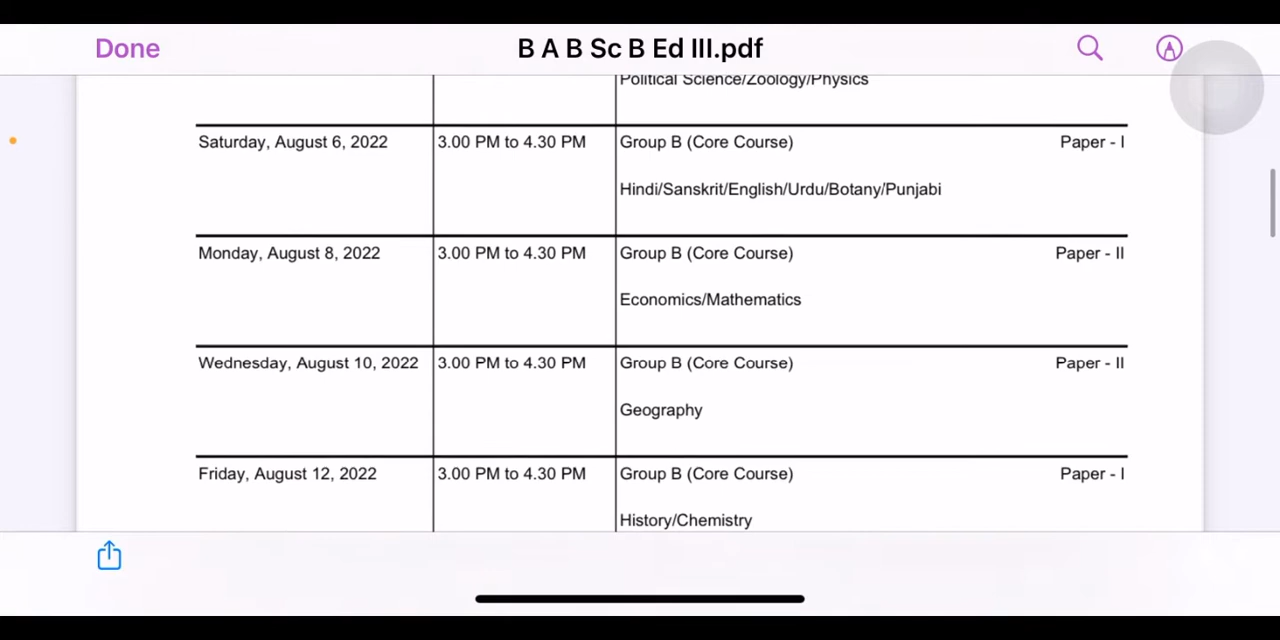 Done
B A B Sc B Ed III.pdf
Political Science/Zoology/Physics
Saturday, August 6, 2022 3.00 PM to 4.30 PM Group B (Core Course) Paper - I
Hindi/Sanskrit/English/Urdu/Botany/Punjabi
Monday, August 8, 2022 3.00 PM to 4.30 PM Group B (Core Course) Paper - II
Economics/Mathematics
Wednesday, August 10, 2022 3.00 PM to 4.30 PM Group B (Core Course) Paper - II
Geography
Friday, August 12, 2022 3.00 PM to 4.30 PM Group B (Core Course) Paper - I
History/Chemistry